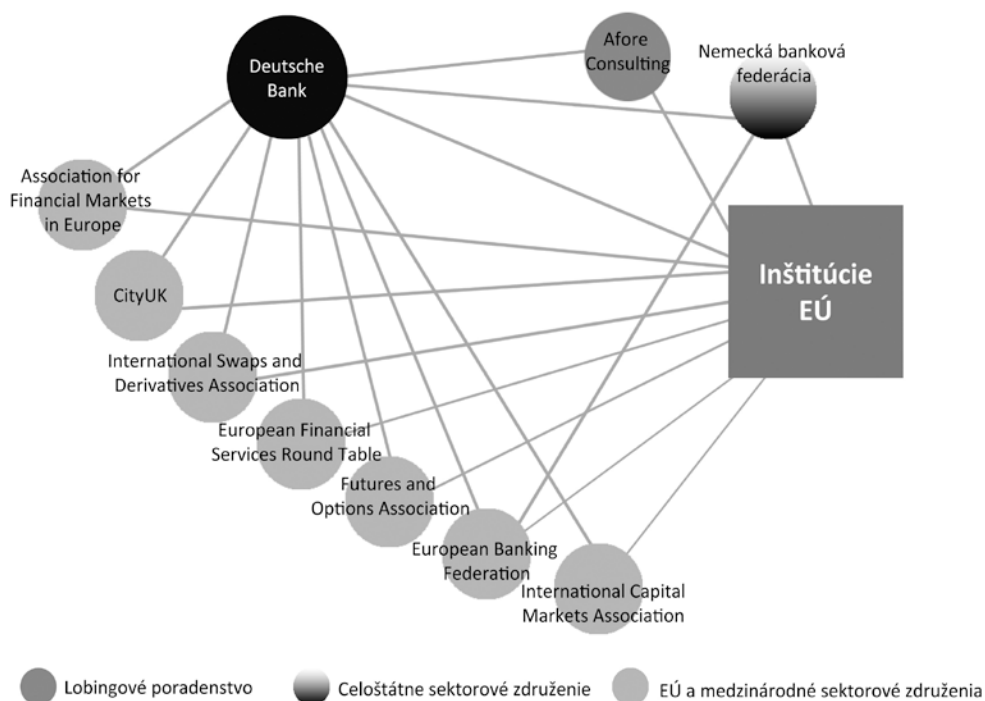 Deutsche
Bank
Afore
Consulting
Nemecká banková
federácia
Association for
Financial Markets
in Europe
CityUK
International Swaps and
Derivatives Association
European Financial
Services Round Table
Futures and
Options Association
European Banking
Federation
International Capital
Markets Association
Inštitúcie
EÚ
Lobingové poradenstvo
Celoštátne sektorové združenie
EÚ a medzinárodné sektorové združenia